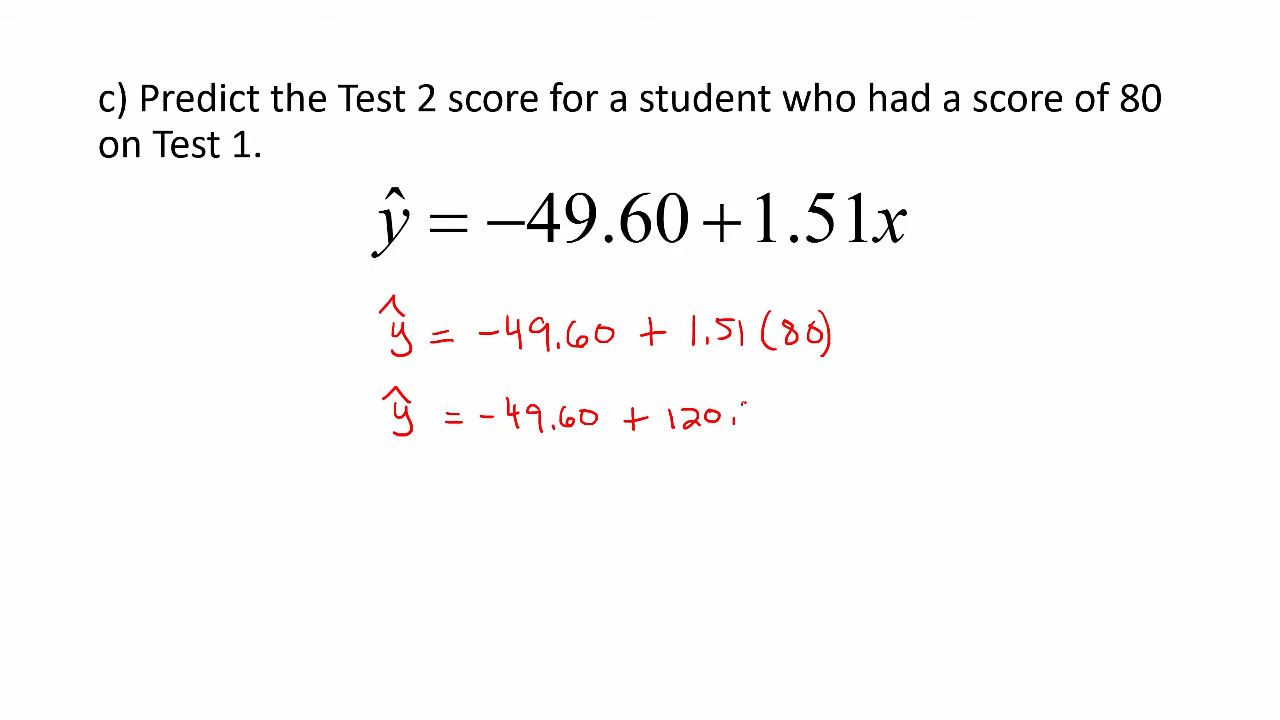 c) Predict the Test 2 score for a student who had a score of 80
on Test 1.
ŷ = −49.60 + 1.51x
ŷ = -49.60 + 1.51 (80)
ŷ = -49.60 + 120.